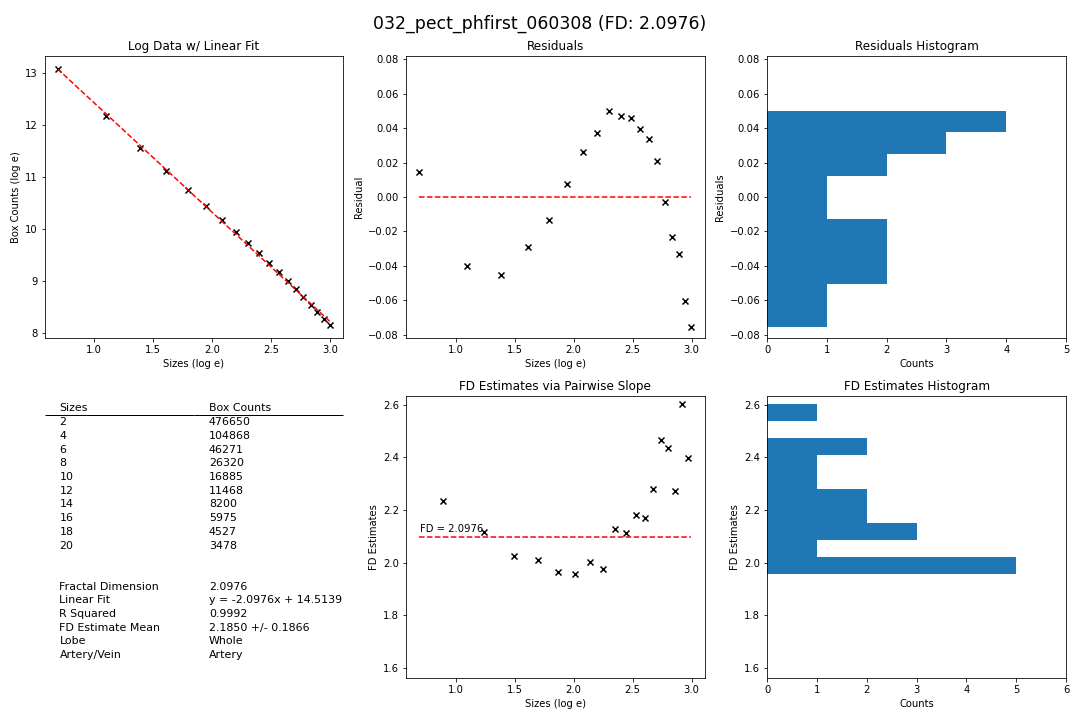 032_pect_phfirst_060308 (FD: 2.0976)
Log Data w/ Linear Fit
Box Counts (log e)
13
12
11
10
9
8
1.0 1.5 2.0 2.5 3.0
Sizes (log e)
Residuals
Residual
0.08
0.06
0.04
0.02
0.00
−0.02
−0.04
−0.06
−0.08
1.0 1.5 2.0 2.5 3.0
Sizes (log e)
Residuals Histogram
Residuals
0.08
0.06
0.04
0.02
0.00
−0.02
−0.04
−0.06
−0.08
0 1 2 3 4 5
Counts
Sizes Box Counts
2 476650
4 104868
6 46271
8 26320
10 16885
12 11468
14 8200
16 5975
18 4527
20 3478
Fractal Dimension 2.0976
Linear Fit y = -2.0976x + 14.5139
R Squared 0.9992
FD Estimate Mean 2.1850 +/- 0.1866
Lobe Whole
Artery/Vein Artery
FD Estimates via Pairwise Slope
FD Estimates
2.6
2.4
2.2
2.0
1.8
1.6
FD = 2.0976
1.0 1.5 2.0 2.5 3.0
Sizes (log e)
FD Estimates Histogram
FD Estimates
2.6
2.4
2.2
2.0
1.8
1.6
0 1 2 3 4 5 6
Counts